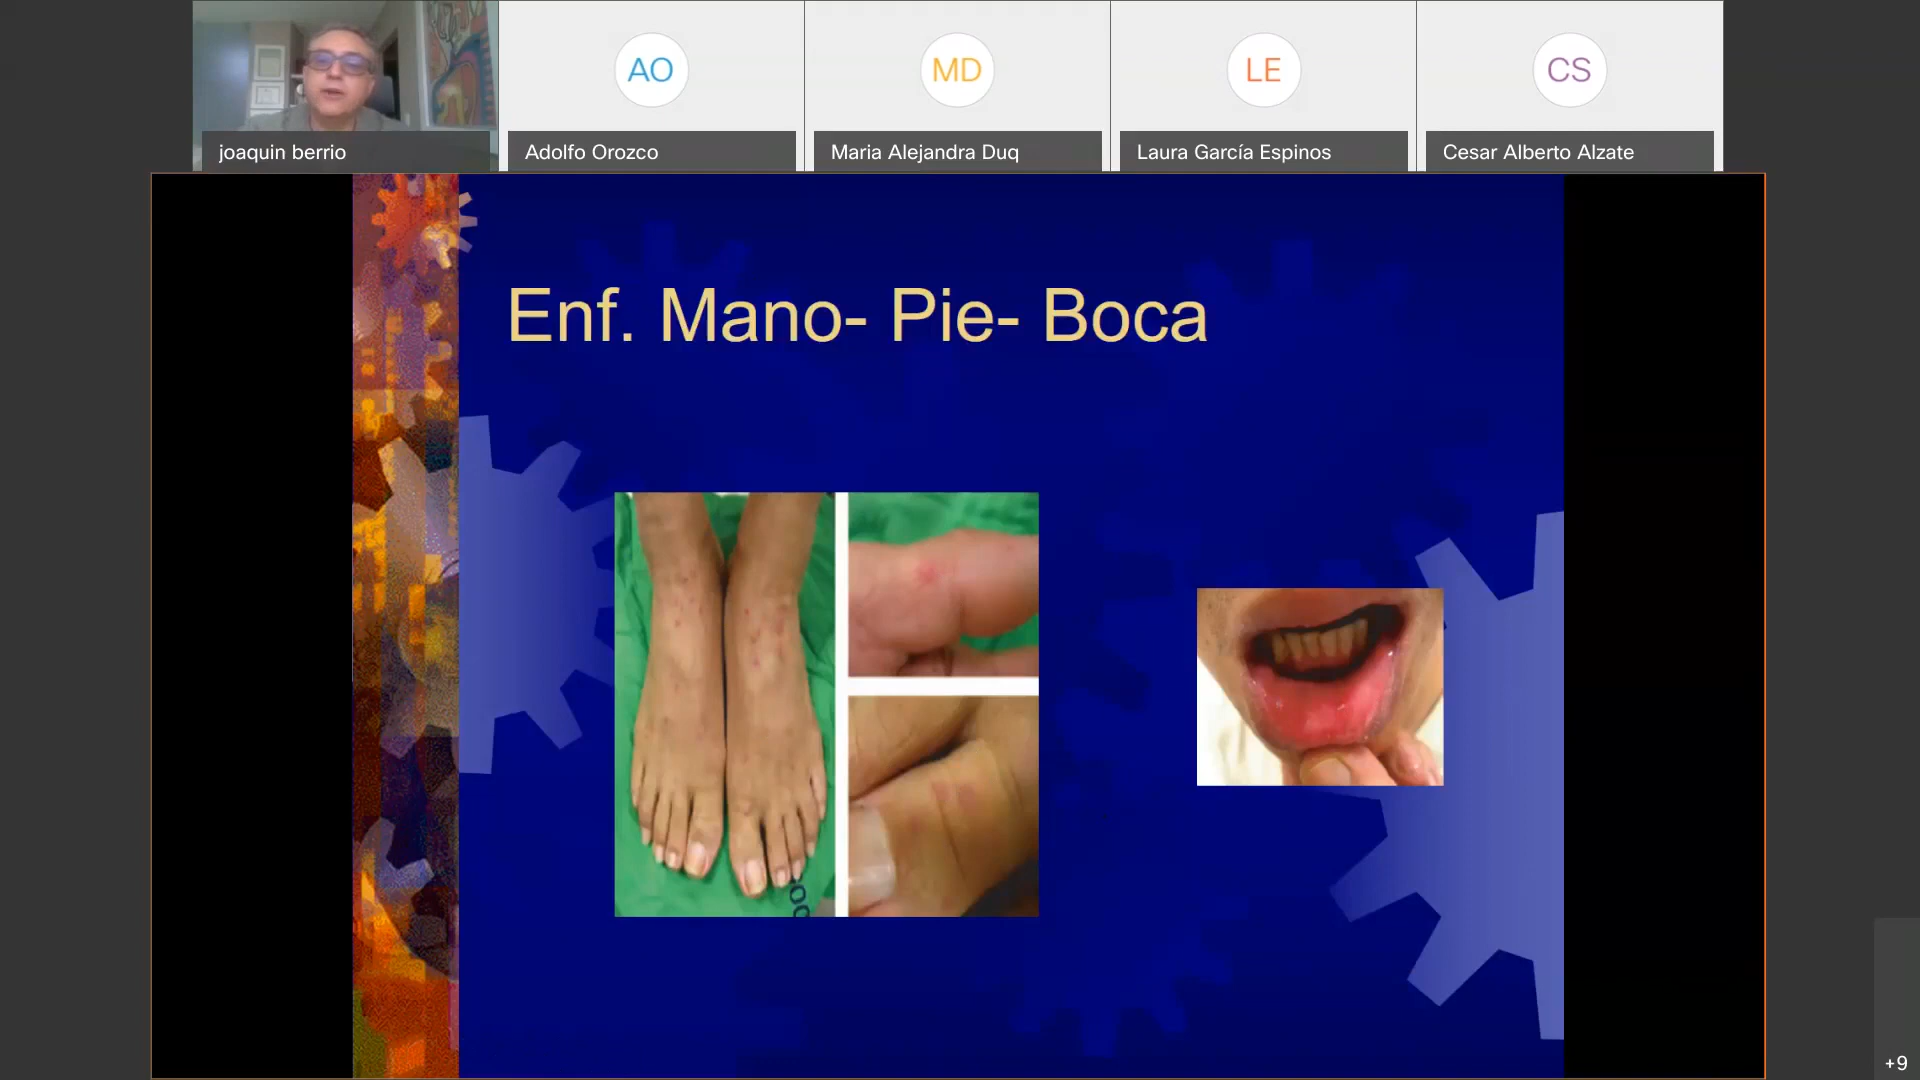 AO
MD
LE
CS
joaquin berrio
Adolfo Orozco
Maria Alejandra Duq
Laura García Espinos
Cesar Alberto Alzate
Enf. Mano- Pie- Boca
+9